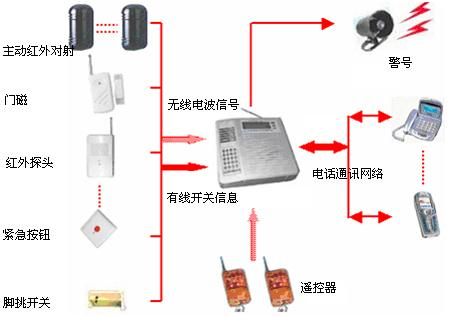 主动红外对射
警号
门磁
无线电波信号
红外探头
电话通讯网络
有线开关信息
紧急按钮
脚挑开关
遥控器